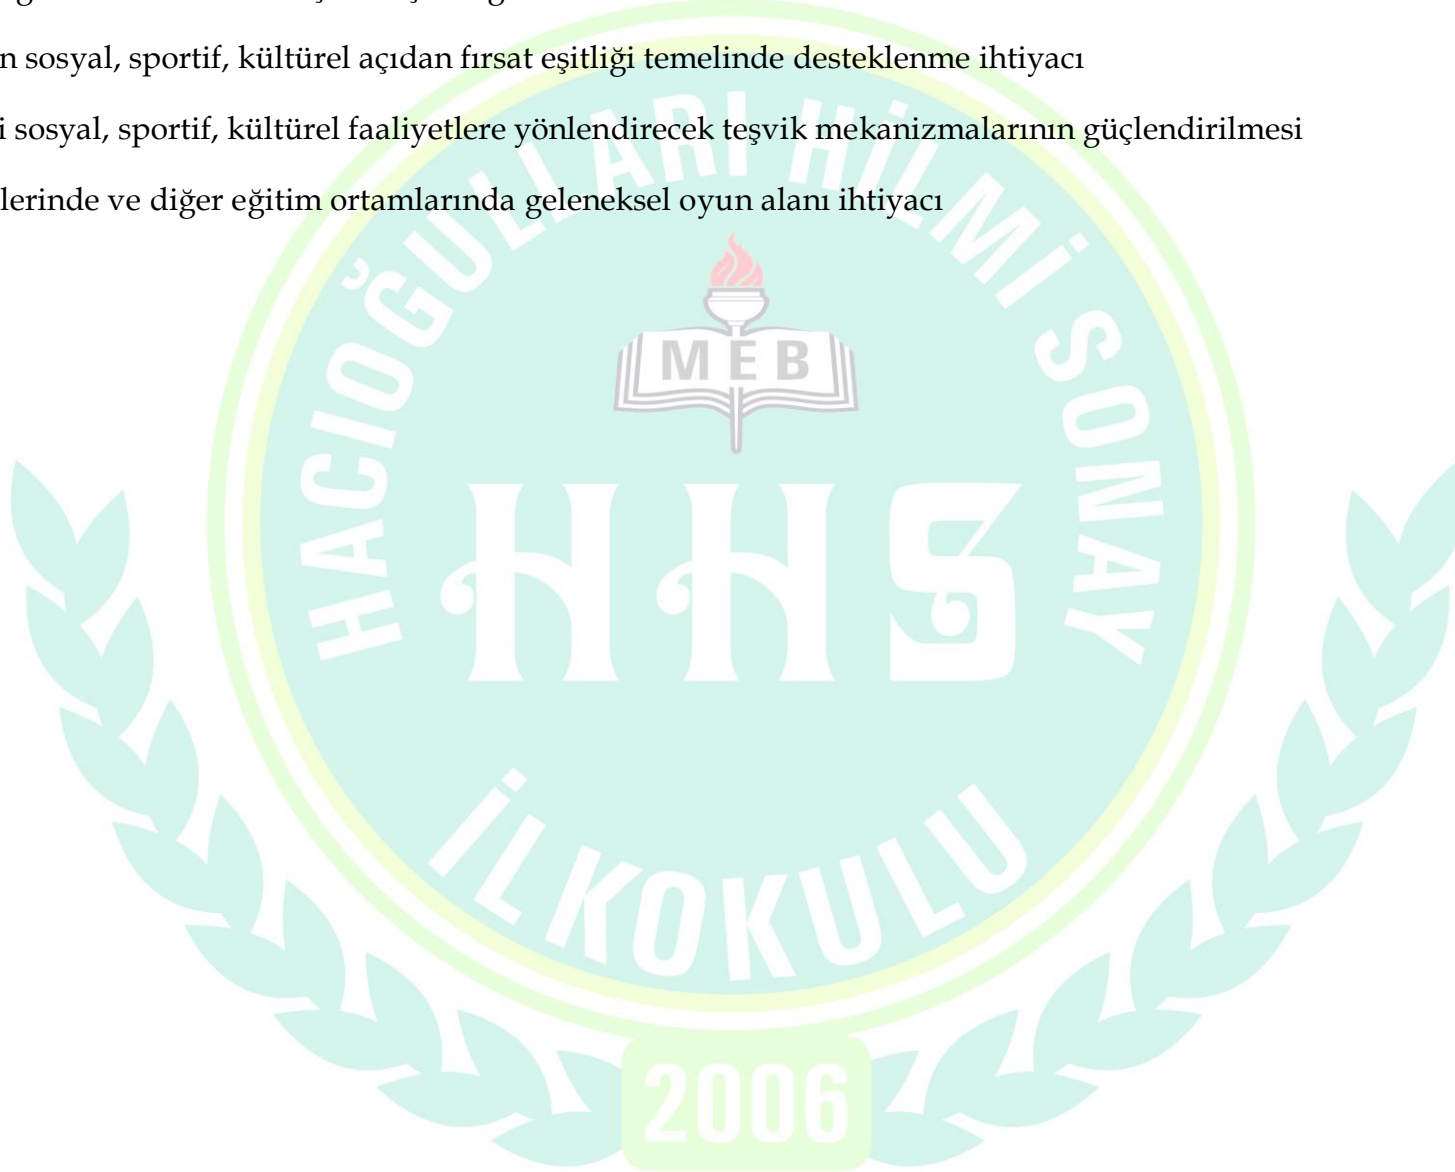 n sosyal, sportif, kültürel açıdan fırsat eşitliği temelinde desteklenme ihtiyacı
i sosyal, sportif, kültürel faaliyetlere yönlendirecek teşvik mekanizmalarının güçlendirilmesi
lerinde ve diğer eğitim ortamlarında geleneksel oyun alanı ihtiyacı
HACIOĞULLARI HİLMİ SONAY
MEB
HHS
İLKOKULU
2006